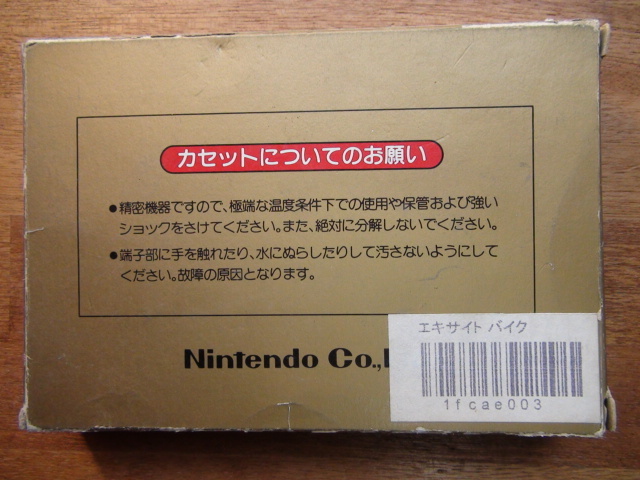 カセットについてのお願い
●精密機器ですので、極端な温度条件下での使用や保管および強い
ショックをさけてください。また、絶対に分解しないでください。
●端子部に手を触れたり、水にぬらしたりして汚さないようにして
ください。故障の原因となります。
Nintendo Co.,
エキサイト バイク
1fcae003